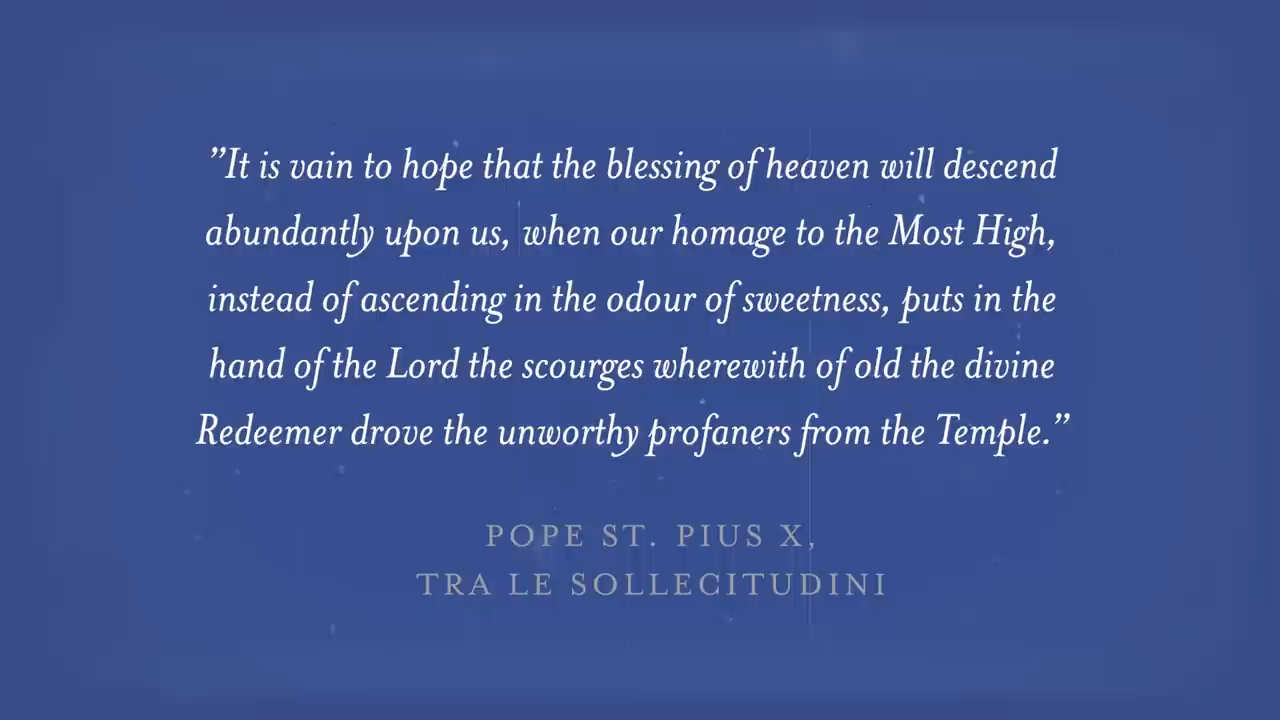 ”It is vain to hope that the blessing of heaven will descend
abundantly upon us, when our homage to the Most High,
instead of ascending in the odour of sweetness, puts in the
hand of the Lord the scourges wherewith of old the divine
Redeemer drove the unworthy profaners from the Temple.”
POPE ST. PIUS X,
TRA LE SOLLECITUDINI